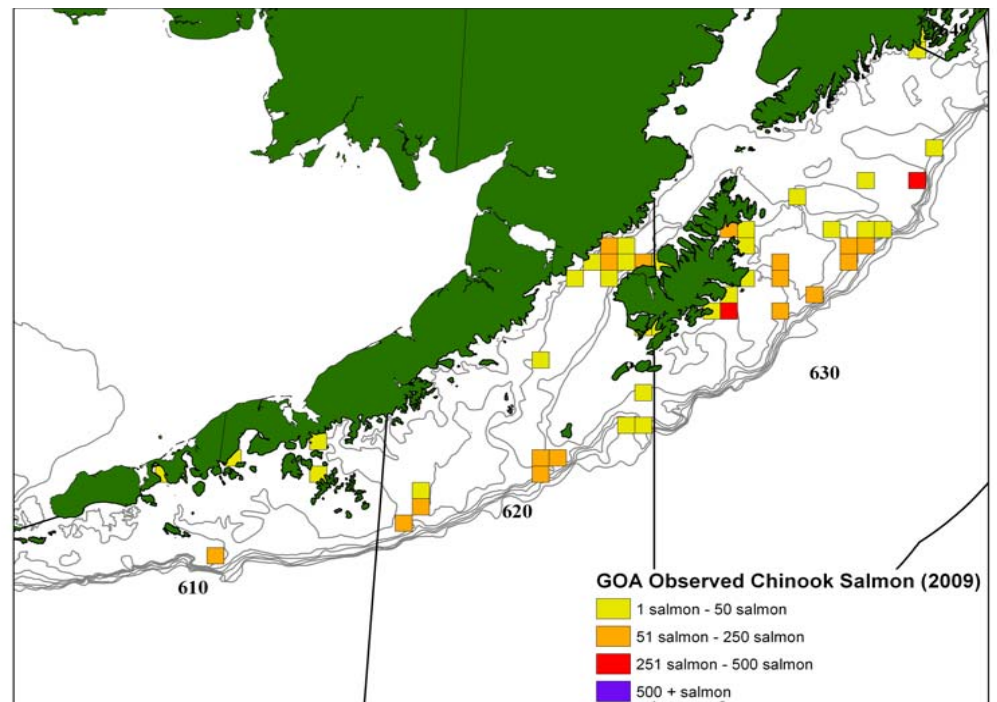 649
630
620
610
GOA Observed Chinook Salmon (2009)
1 salmon - 50 salmon
51 salmon - 250 salmon
251 salmon - 500 salmon
500 + salmon